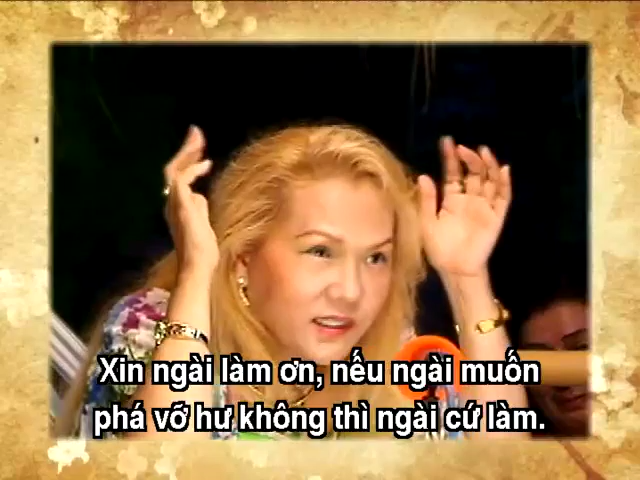 Xin ngài làm ơn, nếu ngài muốn
phá vỡ hư không thì ngài cứ làm.